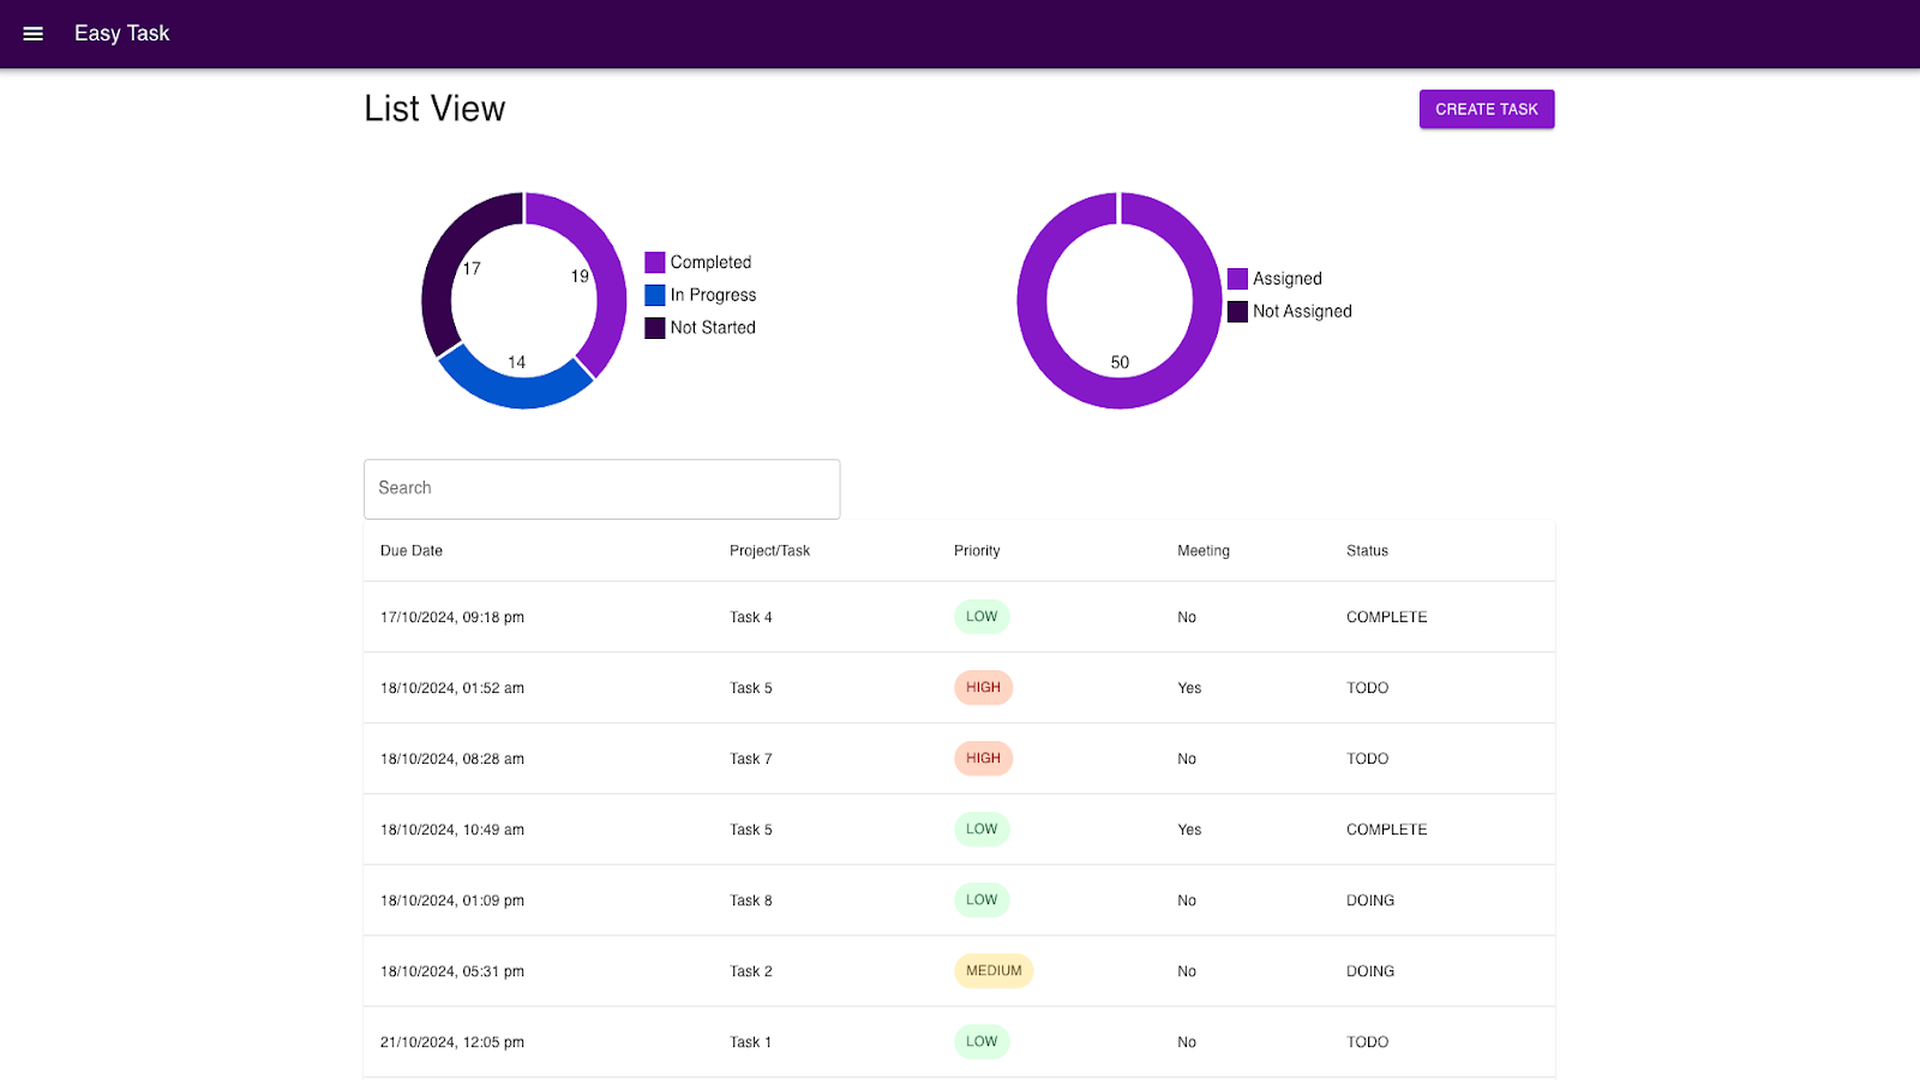 Easy Task
List View
CREATE TASK
17
19
14
Completed
In Progress
Not Started
50
Assigned
Not Assigned
Search
Due Date Project/Task Priority Meeting Status
17/10/2024, 09:18 pm Task 4 LOW No COMPLETE
18/10/2024, 01:52 am Task 5 HIGH Yes TODO
18/10/2024, 08:28 am Task 7 HIGH No TODO
18/10/2024, 10:49 am Task 5 LOW Yes COMPLETE
18/10/2024, 01:09 pm Task 8 LOW No DOING
18/10/2024, 05:31 pm Task 2 MEDIUM No DOING
21/10/2024, 12:05 pm Task 1 LOW No TODO